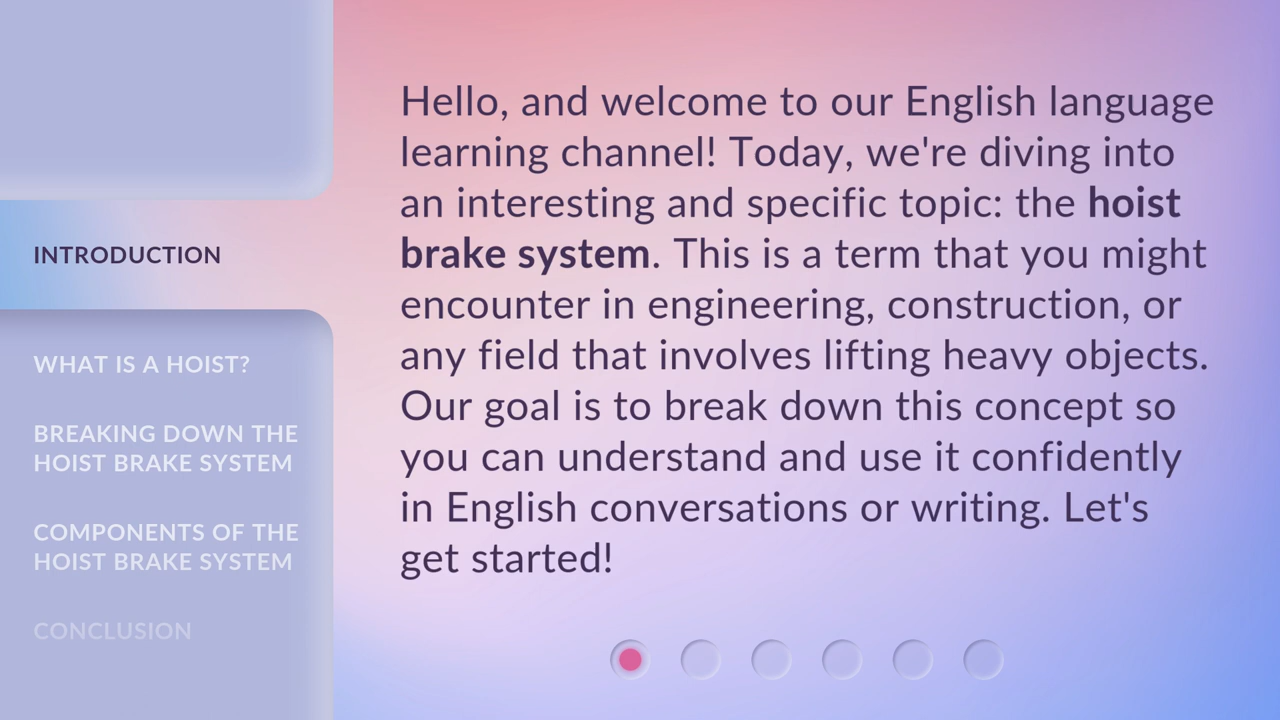 INTRODUCTION
WHAT IS A HOIST?
BREAKING DOWN THE
HOIST BRAKE SYSTEM
COMPONENTS OF THE
HOIST BRAKE SYSTEM
CONCLUSION
Hello, and welcome to our English language
learning channel! Today, we're diving into
an interesting and specific topic: the hoist
brake system. This is a term that you might
encounter in engineering, construction, or
any field that involves lifting heavy objects.
Our goal is to break down this concept so
you can understand and use it confidently
in English conversations or writing. Let's
get started!